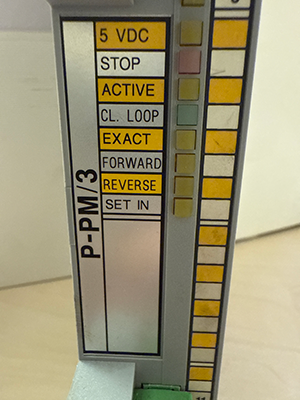 5 VDC
STOP
ACTIVE
CL. LOOP
EXACT
FORWARD
REVERSE
SET IN
P-PM/3